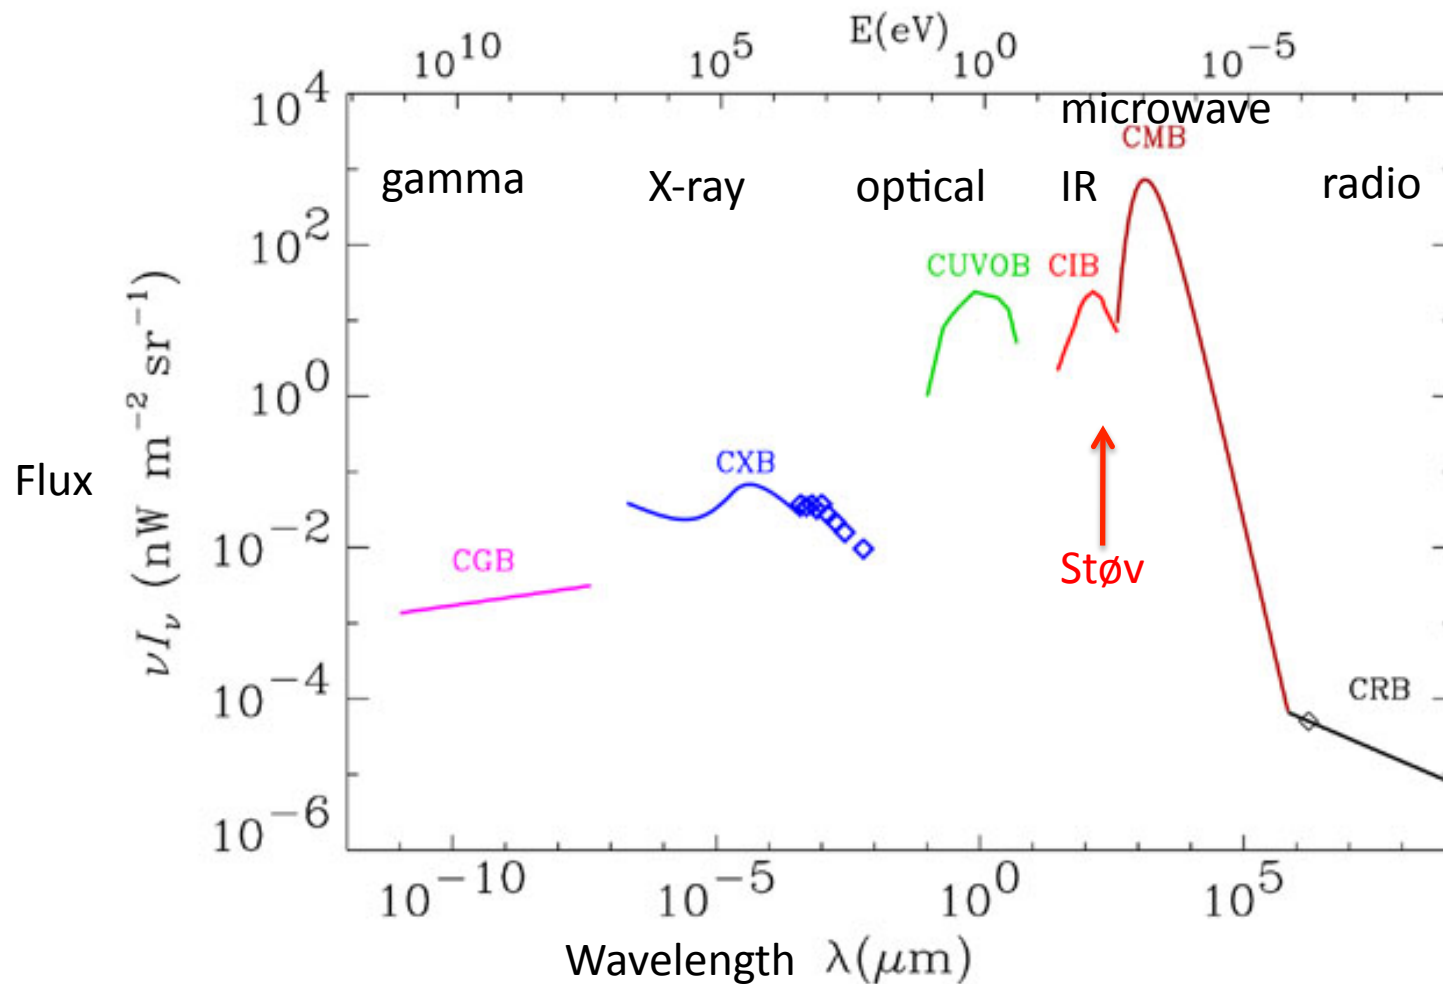 E(eV)
10^10 10^5 10^0 10^−5
microwave
CMB
gamma X-ray optical IR radio
CUVOB CIB
CXB
CGB
Støv
CRB
Flux
νI_ν (nW m^−2 sr^−1)
10^4
10^2
10^0
10^−2
10^−4
10^−6
10^−10 10^−5 10^0 10^5
Wavelength λ(μm)